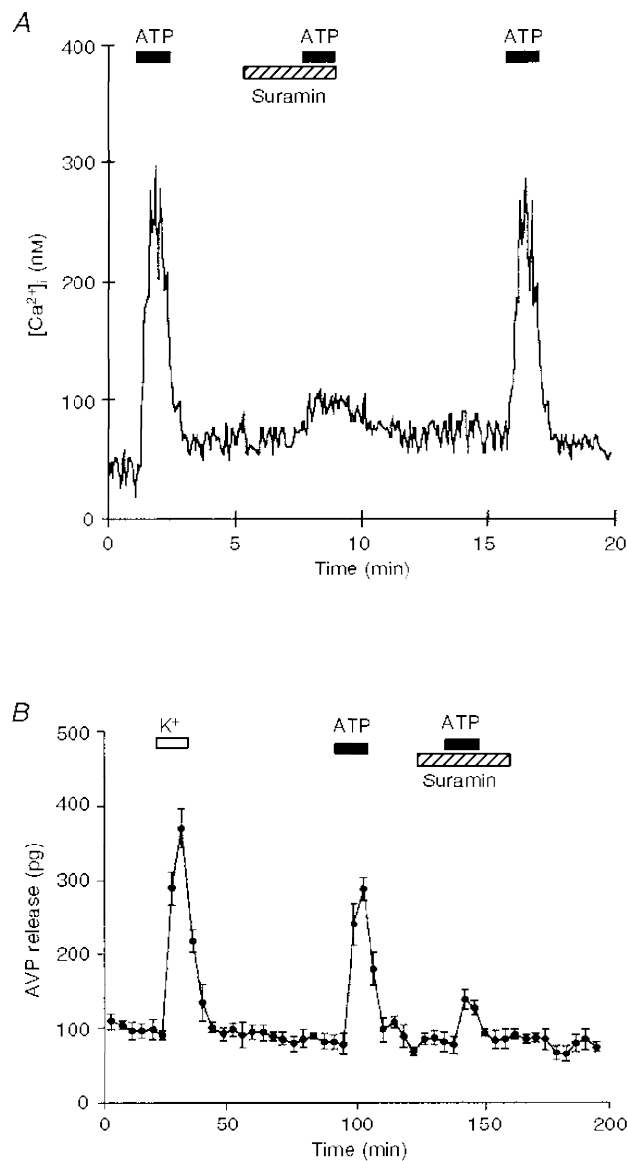 A
ATP ATP ATP
Suramin
400
300
200
100
0
[Ca²⁺]ᵢ (nM)
0 5 10 15 20
Time (min)
B
K⁺ ATP ATP
Suramin
500
400
300
200
100
0
AVP release (pg)
0 50 100 150 200
Time (min)